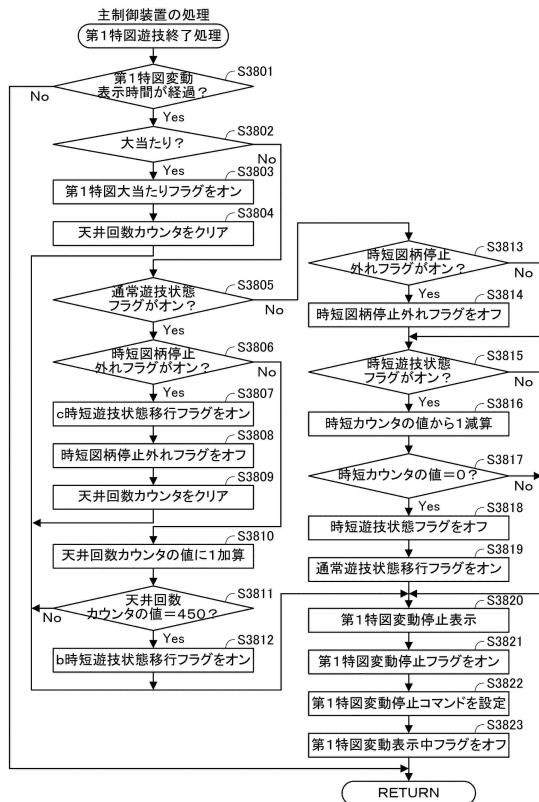 主制御装置の処理
第1特図遊技終了処理
S3801
第1特図変動
表示時間が経過?
No
Yes
S3802
大当たり?
No
Yes
S3803
第1特図大当たりフラグをオン
S3804
天井回数カウンタをクリア
S3805
通常遊技状態
フラグがオン?
No
Yes
S3806
時短図柄停止
外れフラグがオン?
No
Yes
S3807
c時短遊技状態移行フラグをオン
S3808
時短図柄停止外れフラグをオフ
S3809
天井回数カウンタをクリア
S3810
天井回数カウンタの値に1加算
S3811
天井回数
カウンタの値=450?
No
Yes
S3812
b時短遊技状態移行フラグをオン
S3813
時短図柄停止
外れフラグがオン?
No
Yes
S3814
時短図柄停止外れフラグをオフ
S3815
時短遊技状態
フラグがオン?
No
Yes
S3816
時短カウンタの値から1減算
S3817
時短カウンタの値=0?
No
Yes
S3818
時短遊技状態フラグをオフ
S3819
通常遊技状態移行フラグをオン
S3820
第1特図変動停止表示
S3821
第1特図変動停止フラグをオン
S3822
第1特図変動停止コマンドを設定
S3823
第1特図変動表示中フラグをオフ
RETURN